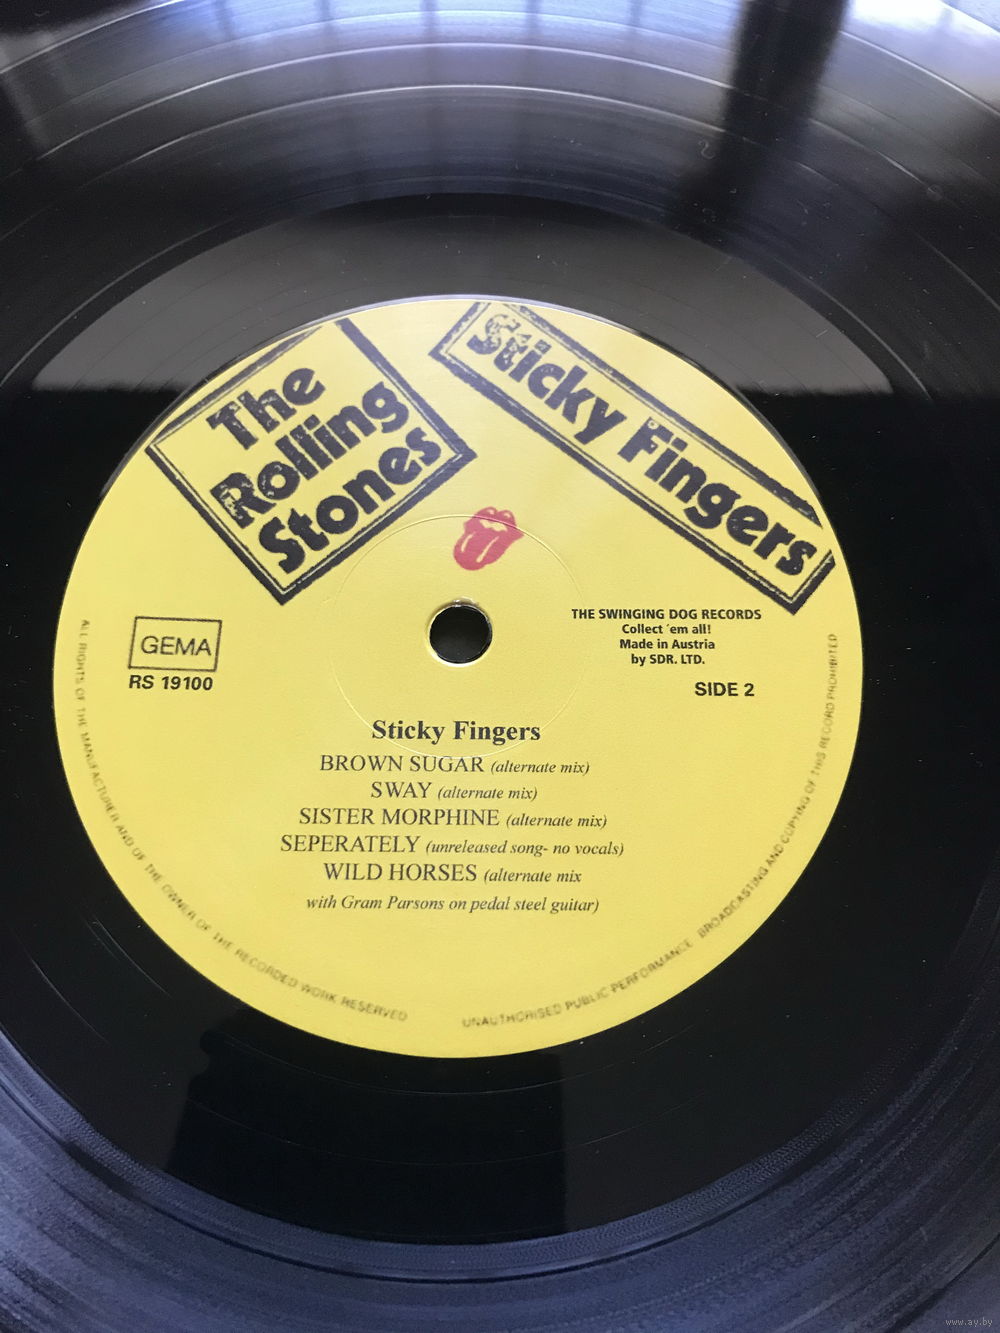 The
Rolling
Stones
Sticky Fingers
GEMA
RS 19100
THE SWINGING DOG RECORDS
Collect ´em all!
Made in Austria
by SDR. LTD.
SIDE 2
Sticky Fingers
BROWN SUGAR (alternate mix)
SWAY (alternate mix)
SISTER MORPHINE (alternate mix)
SEPERATELY (unreleased song- no vocals)
WILD HORSES (alternate mix
with Gram Parsons on pedal steel guitar)
ALL RIGHTS OF THE MANUFACTURER AND OF THE OWNER OF THE RECORDED WORK RESERVED
UNAUTHORISED PUBLIC PERFORMANCE BROADCASTING AND COPYING OF THIS RECORD PROHIBITED
www.ay.by